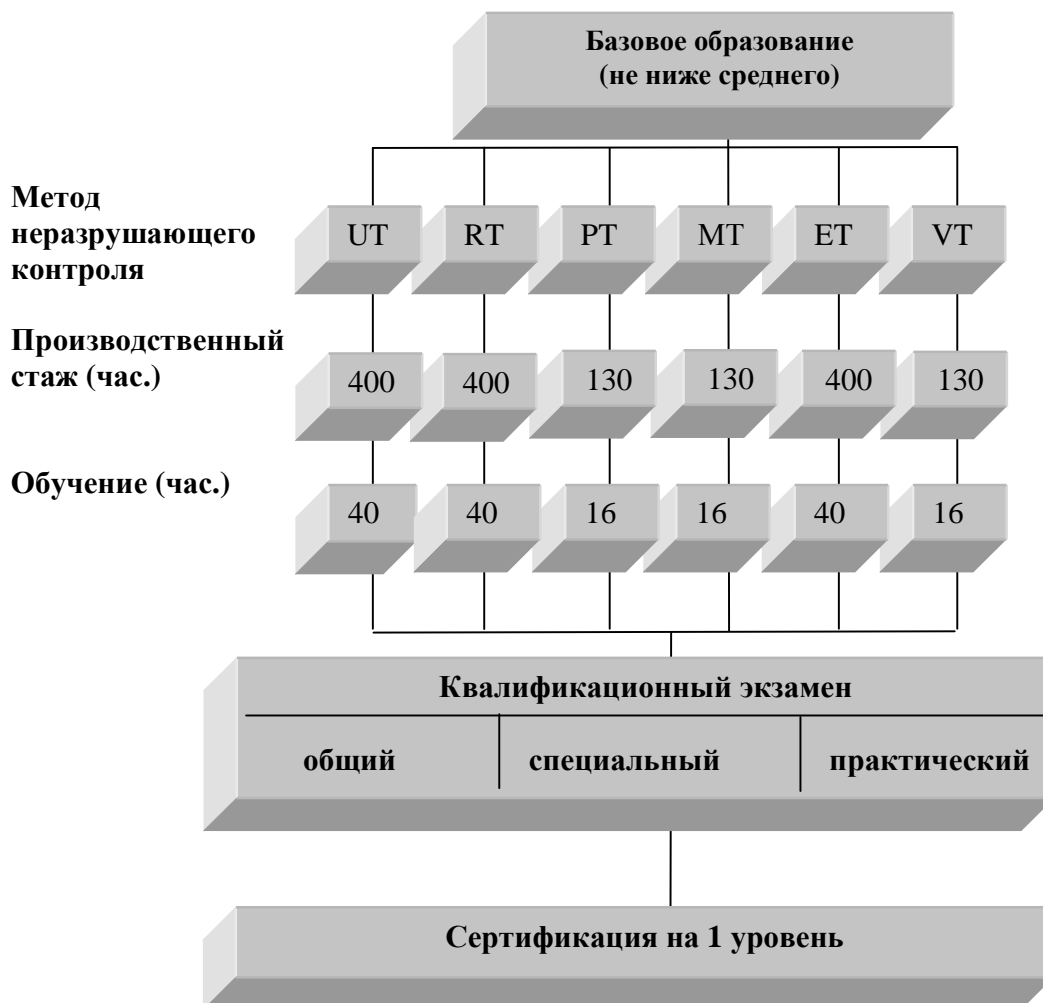 Базовое образование
(не ниже среднего)
Метод
неразрушающего
контроля
UT RT PT MT ET VT
Производственный
стаж (час.)
400 400 130 130 400 130
Обучение (час.)
40 40 16 16 40 16
Квалификационный экзамен
общий специальный практический
Сертификация на 1 уровень